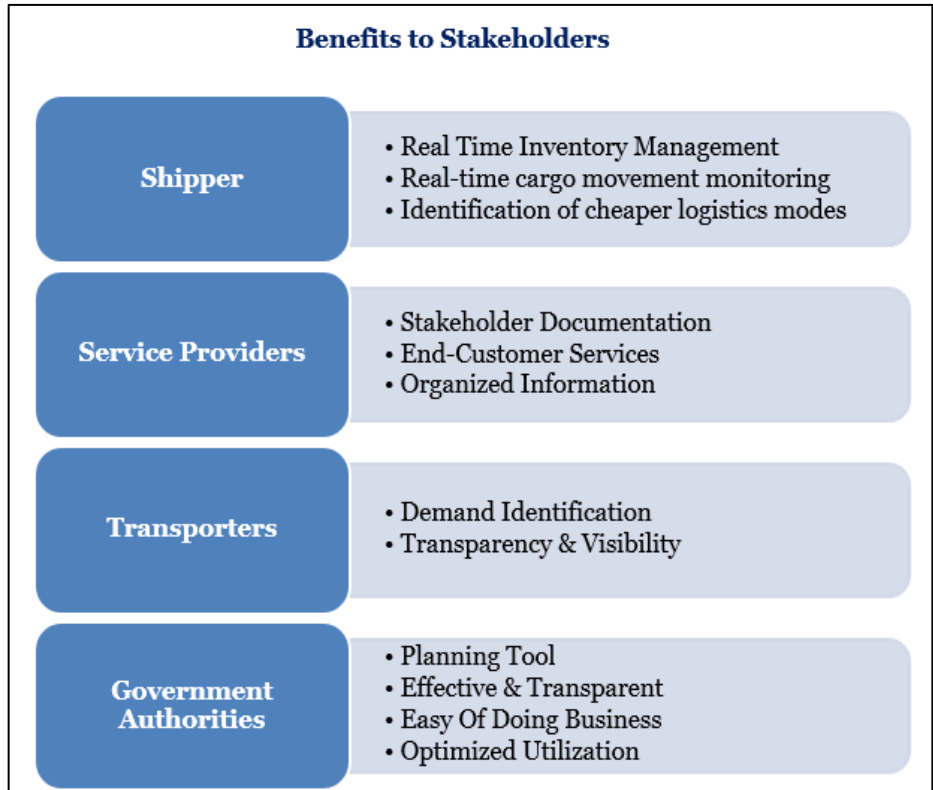 Benefits to Stakeholders
Shipper
• Real Time Inventory Management
• Real-time cargo movement monitoring
• Identification of cheaper logistics modes
Service Providers
• Stakeholder Documentation
• End-Customer Services
• Organized Information
Transporters
• Demand Identification
• Transparency & Visibility
Government
Authorities
• Planning Tool
• Effective & Transparent
• Easy Of Doing Business
• Optimized Utilization